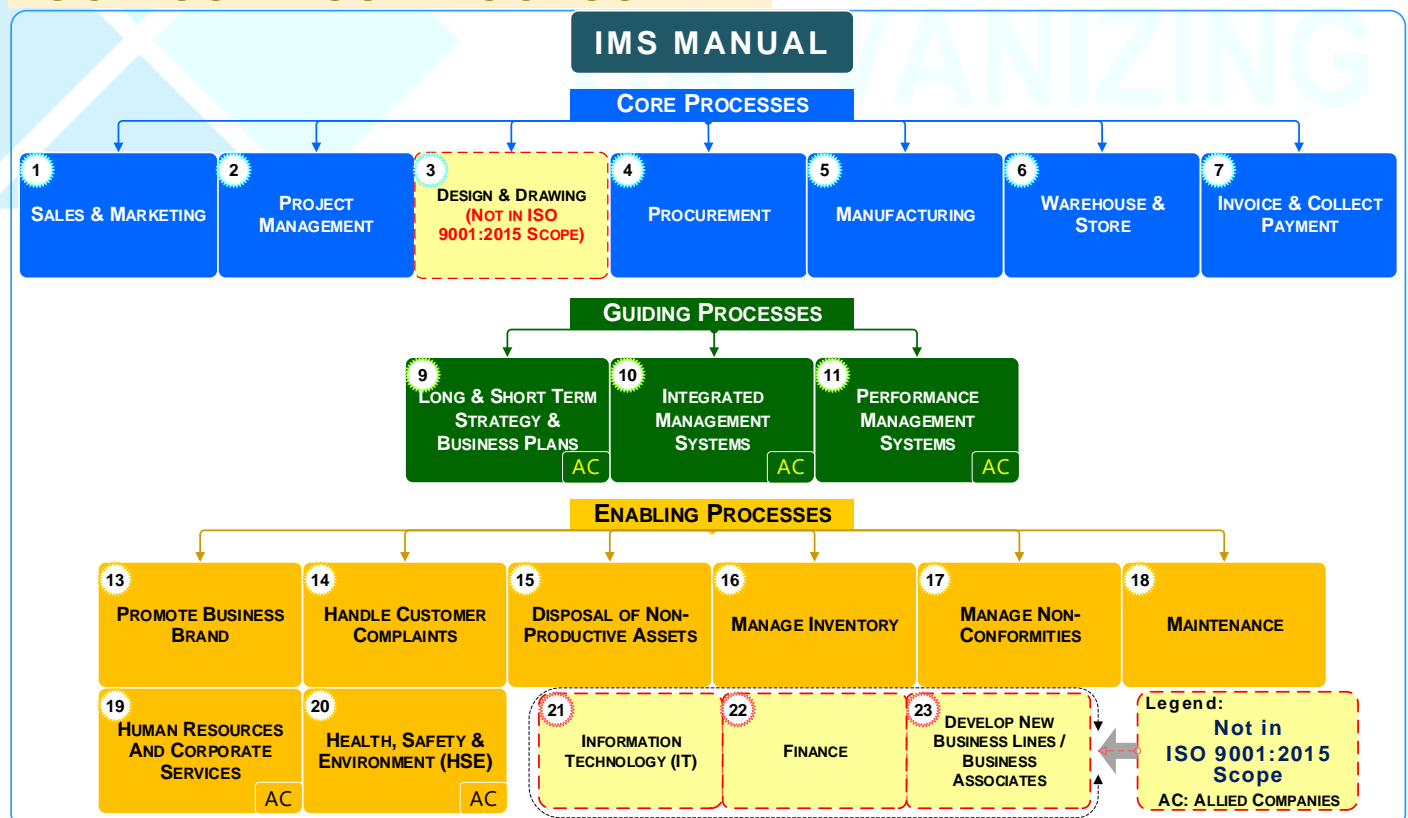 IMS MANUAL
VANIZING
CORE PROCESSES
1
SALES & MARKETING
2
PROJECT
MANAGEMENT
3
DESIGN & DRAWING
(NOT IN ISO
9001:2015 SCOPE)
4
PROCUREMENT
5
MANUFACTURING
6
WAREHOUSE &
STORE
7
INVOICE & COLLECT
PAYMENT
GUIDING PROCESSES
9
LONG & SHORT TERM
STRATEGY &
BUSINESS PLANS
AC
10
INTEGRATED
MANAGEMENT
SYSTEMS
AC
11
PERFORMANCE
MANAGEMENT
SYSTEMS
AC
ENABLING PROCESSES
13
PROMOTE BUSINESS
BRAND
14
HANDLE CUSTOMER
COMPLAINTS
15
DISPOSAL OF NON-
PRODUCTIVE ASSETS
16
MANAGE INVENTORY
17
MANAGE NON-
CONFORMITIES
18
MAINTENANCE
19
HUMAN RESOURCES
AND CORPORATE
SERVICES
AC
20
HEALTH, SAFETY &
ENVIRONMENT (HSE)
AC
21
INFORMATION
TECHNOLOGY (IT)
22
FINANCE
23
DEVELOP NEW
BUSINESS LINES /
BUSINESS
ASSOCIATES
Legend:
Not in
ISO 9001:2015
Scope
AC: ALLIED COMPANIES